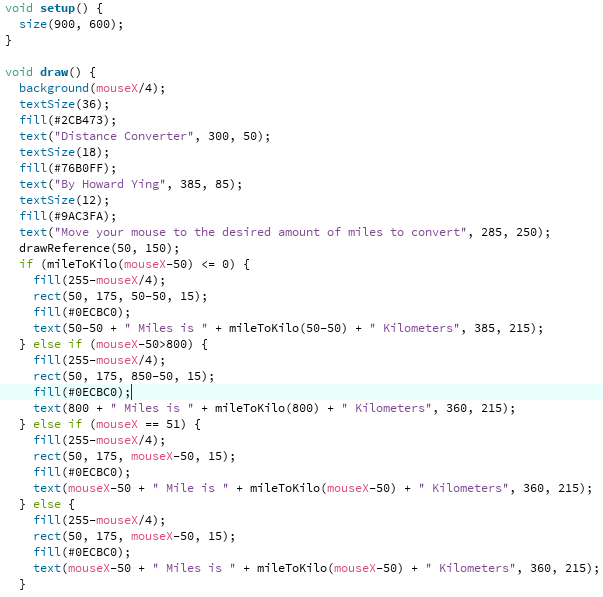 void setup() {
  size(900, 600);
}

void draw() {
  background(mouseX/4);
  textSize(36);
  fill(#2CB473);
  text("Distance Converter", 300, 50);
  textSize(18);
  fill(#76B0FF);
  text("By Howard Ying", 385, 85);
  textSize(12);
  fill(#9AC3FA);
  text("Move your mouse to the desired amount of miles to convert", 285, 250);
  drawReference(50, 150);
  if (mileToKilo(mouseX-50) <= 0) {
    fill(255-mouseX/4);
    rect(50, 175, 50-50, 15);
    fill(#0ECBC0);
    text(50-50 + " Miles is " + mileToKilo(50-50) + " Kilometers", 385, 215);
  } else if (mouseX-50>800) {
    fill(255-mouseX/4);
    rect(50, 175, 850-50, 15);
    fill(#0ECBC0);
    text(800 + " Miles is " + mileToKilo(800) + " Kilometers", 360, 215);
  } else if (mouseX == 51) {
    fill(255-mouseX/4);
    rect(50, 175, mouseX-50, 15);
    fill(#0ECBC0);
    text(mouseX-50 + " Mile is " + mileToKilo(mouseX-50) + " Kilometers", 360, 215);
  } else {
    fill(255-mouseX/4);
    rect(50, 175, mouseX-50, 15);
    fill(#0ECBC0);
    text(mouseX-50 + " Miles is " + mileToKilo(mouseX-50) + " Kilometers", 360, 215);
  }